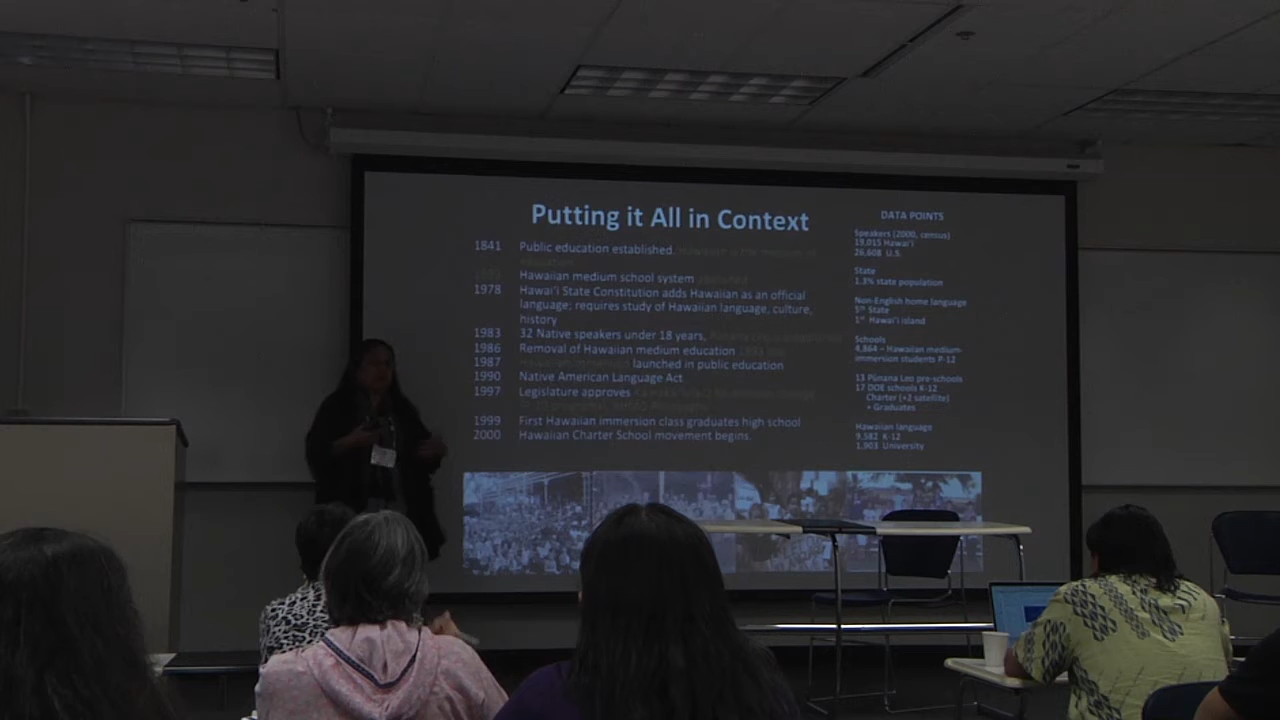 Putting it All in Context
1841 Public education established.
Hawaiian medium school system
1978 Hawai'i State Constitution adds Hawaiian as an official
language; requires study of Hawaiian language, culture,
history
1983 32 Native speakers under 18 years,
1986 Removal of Hawaiian medium education
1987 launched in public education
1990 Native American Language Act
1997 Legislature approves
1999 First Hawaiian immersion class graduates high school
2000 Hawaiian Charter School movement begins.
DATA POINTS
Speakers (2000, census)
19,015 Hawai'i
26,608 U.S.
State
1.3% state population
Non-English home language
5th State
1st Hawai'i island
Schools
4,864 – Hawaiian medium-
immersion students P-12
13 Pūnana Leo pre-schools
17 DOE schools K-12
Charter (+2 satellite)
+ Graduates
Hawaiian language
9,582 K-12
1,903 University